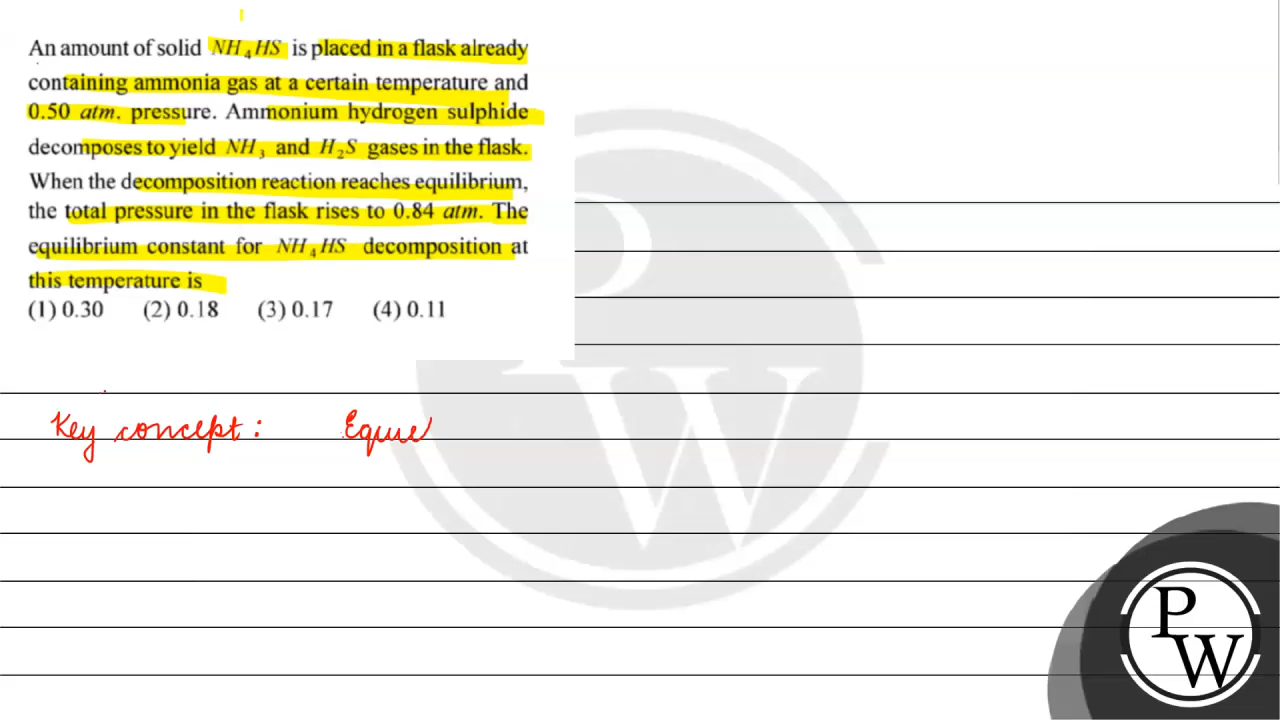 An amount of solid NH₄HS is placed in a flask already
containing ammonia gas at a certain temperature and
0.50 atm. pressure. Ammonium hydrogen sulphide
decomposes to yield NH₃ and H₂S gases in the flask.
When the decomposition reaction reaches equilibrium,
the total pressure in the flask rises to 0.84 atm. The
equilibrium constant for NH₄HS decomposition at
this temperature is
(1) 0.30 (2) 0.18 (3) 0.17 (4) 0.11
Key concept:
P W
P W